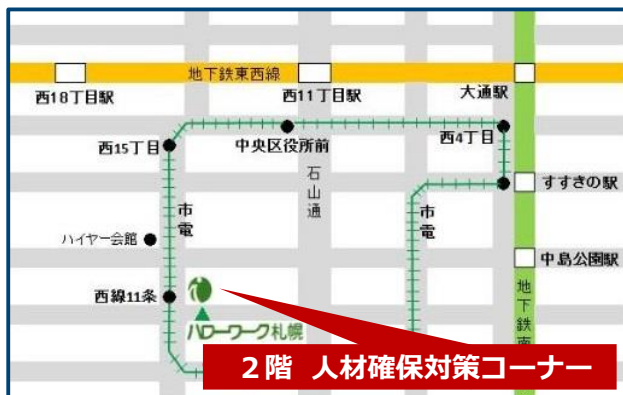 地下鉄東西線
西18丁目駅
西11丁目駅
大通駅
西15丁目
中央区役所前
西4丁目
石山通
すすきの駅
市電
市電
ハイヤー会館
中島公園駅
西線11条
地下鉄南
ハローワーク札幌
2階 人材確保対策コーナー